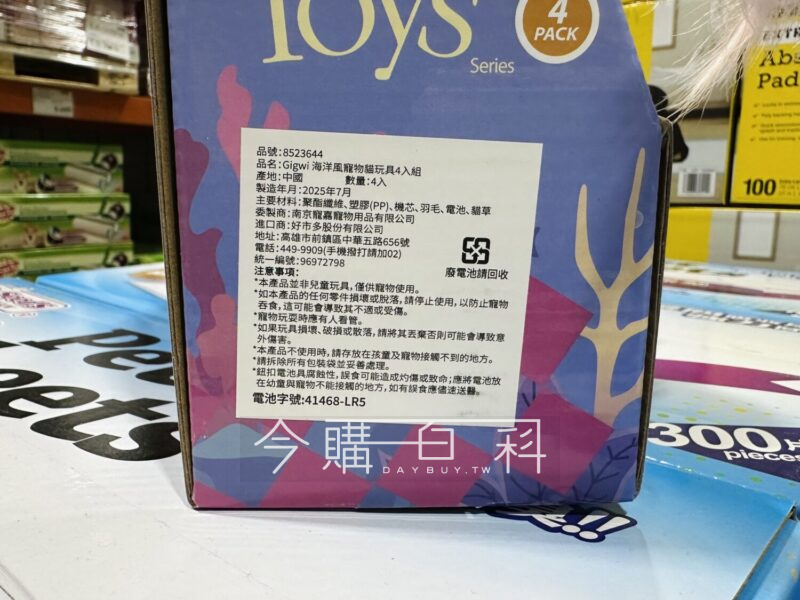 Toys
Series
4
PACK
品號:8523644
品名:Gigwi 海洋風寵物貓玩具4入組
產地:中國 數量:4入
製造年月:2025年7月
主要材料:聚酯纖維、塑膠(PP)、機芯、羽毛、電池、貓草
委製商:南京寵嘉寵物用品有限公司
進口商:好市多股份有限公司
地址:高雄市前鎮區中華五路656號
電話:449-9909(手機撥打請加02)
統一編號:96972798
廢電池請回收
注意事項:
*本產品並非兒童玩具,僅供寵物使用。
*如本產品的任何零件損壞或脫落,請停止使用,以防止寵物
吞食,這可能會導致其不適或受傷。
*寵物玩耍時應有人看管。
*如果玩具損壞、破損或散落,請將其丟棄否則可能會導致意
外傷害。
*本產品不使用時,請存放在孩童及寵物接觸不到的地方。
*請拆除所有包裝袋並妥善處理。
*鈕扣電池具腐蝕性,誤食可能造成灼傷或致命;應將電池放
在幼童與寵物不能接觸的地方,如有誤食應儘速送醫。
電池字號:41468-LR5
今購百科
DAYBUY.TW
300片
pieces
100